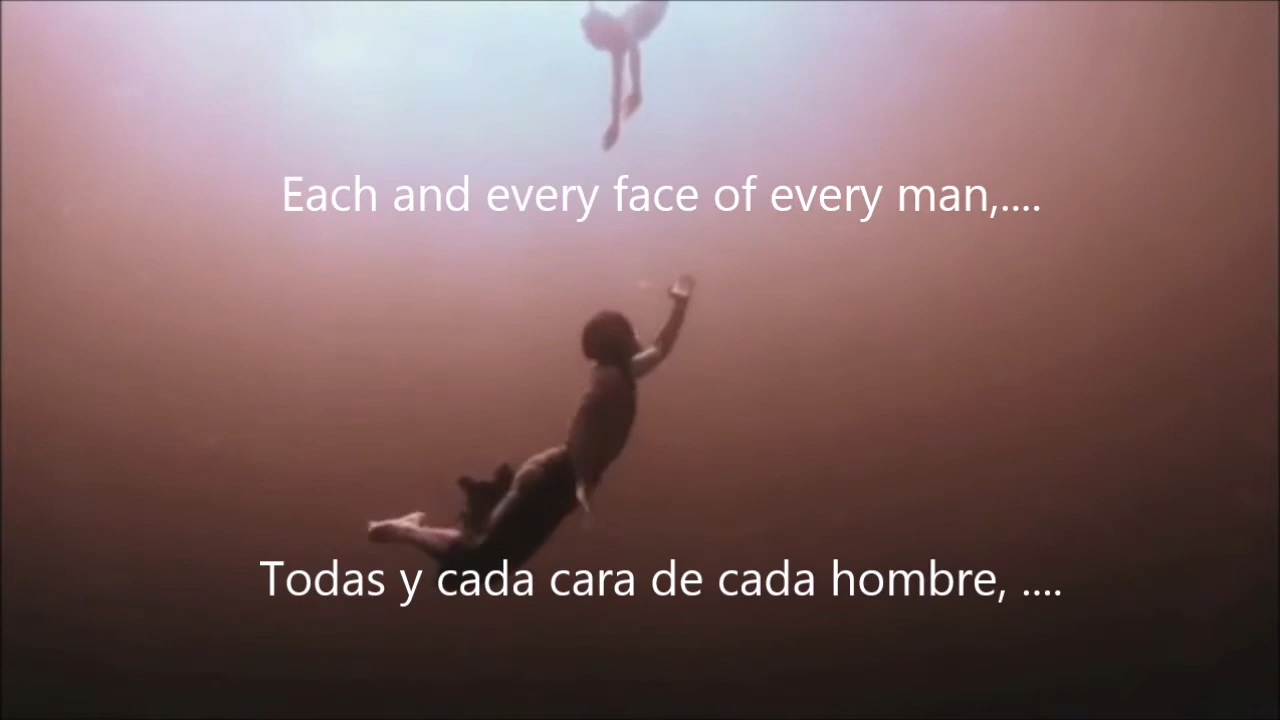 Each and every face of every man,....
Todas y cada cara de cada hombre, ....